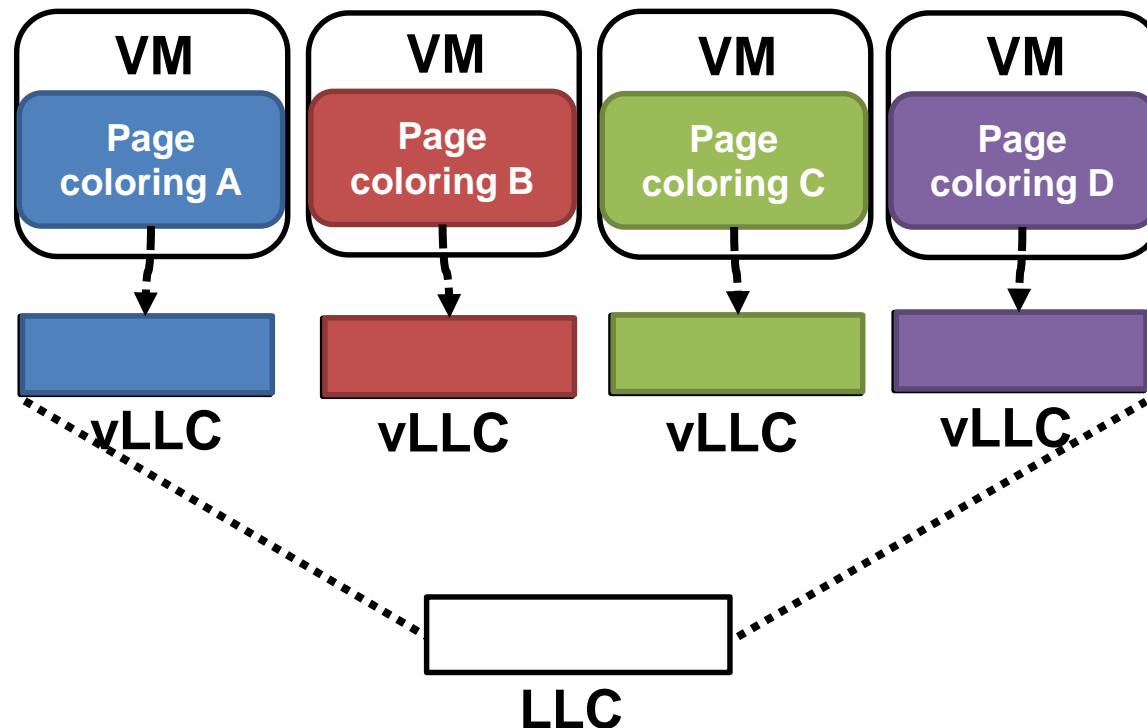 VM
VM
VM
VM
Page
coloring A
Page
coloring B
Page
coloring C
Page
coloring D
vLLC
vLLC
vLLC
vLLC
LLC